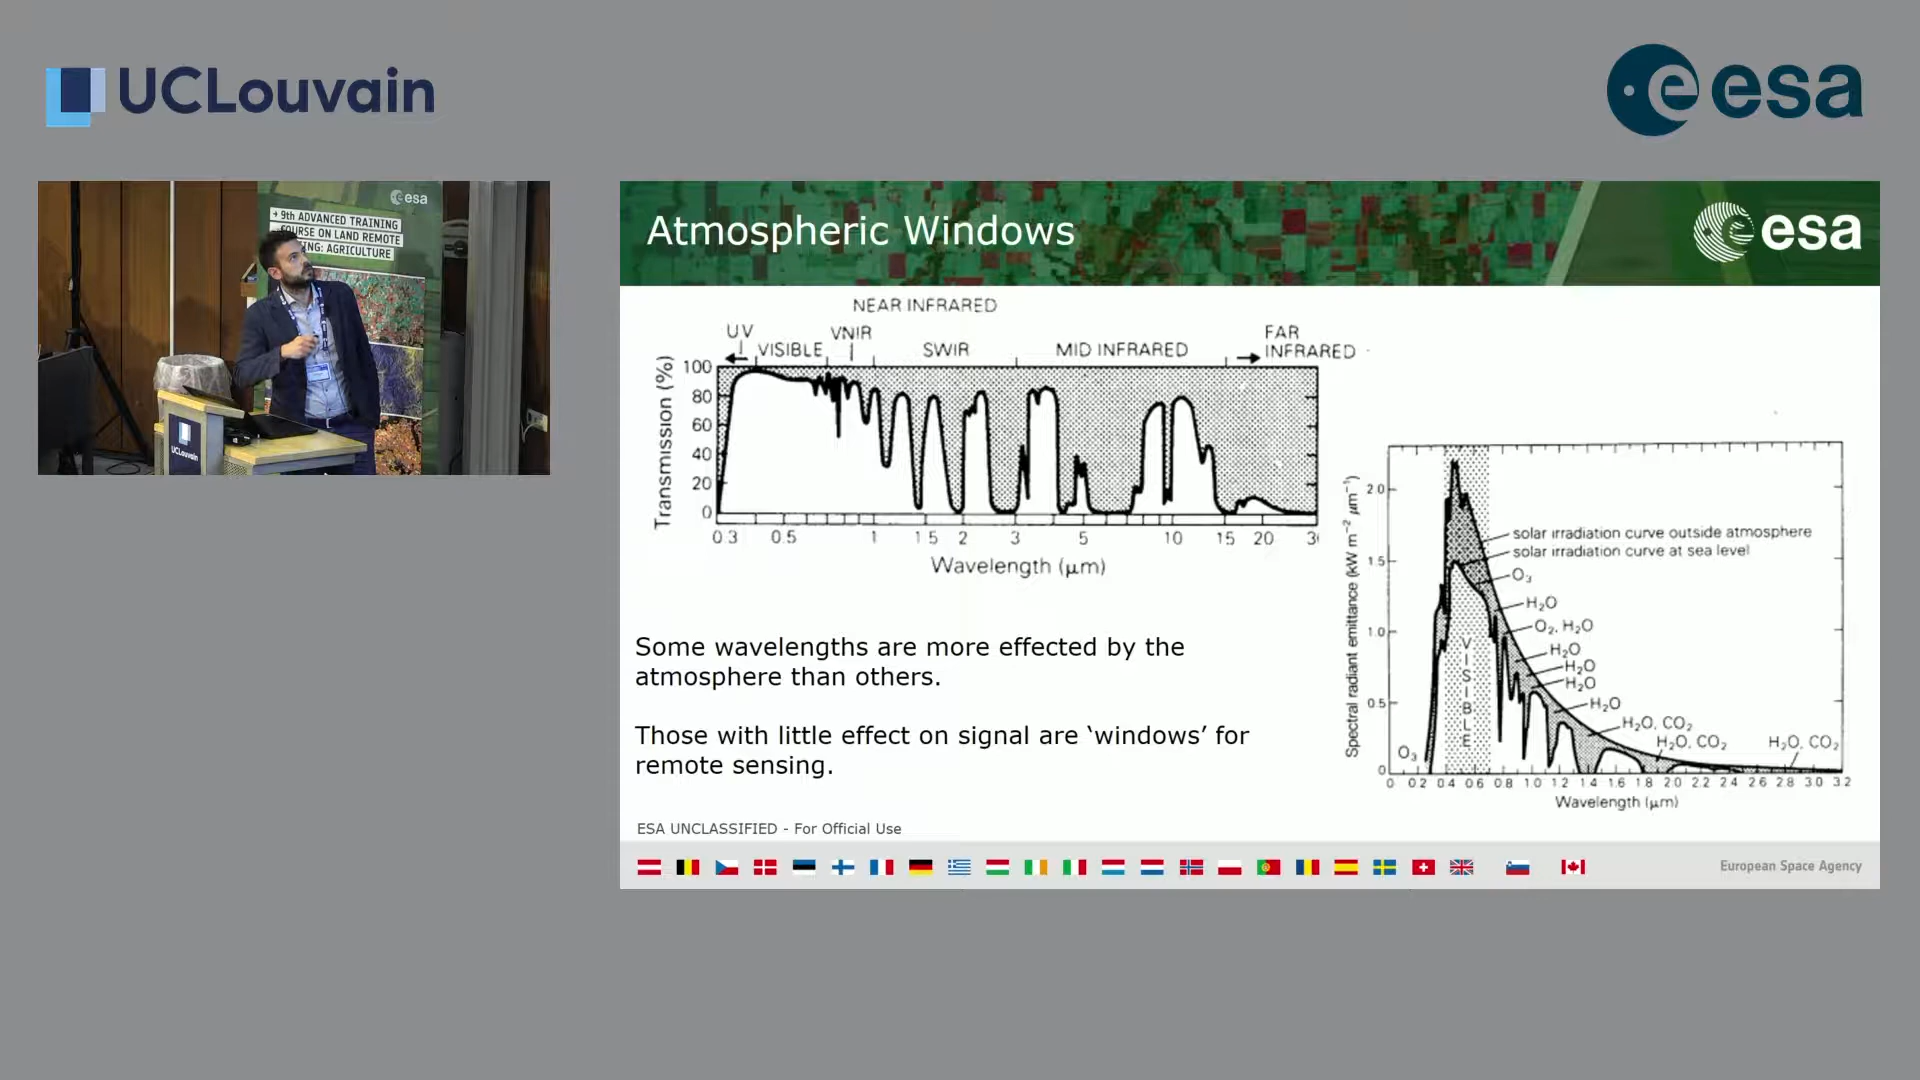 UCLouvain
esa
esa
+ 9th ADVANCED TRAINING
COURSE ON LAND REMOTE
ING: AGRICULTURE
UCLouvain
Atmospheric Windows
esa
NEAR INFRARED
UV
VISIBLE
VNIR
SWIR
MID INFRARED
FAR
INFRARED
Transmission (%)
100
80
60
40
20
0
0.3 0.5 1 1 5 2 3 5 10 15 20 3
Wavelength (μm)
Some wavelengths are more effected by the
atmosphere than others.
Those with little effect on signal are ‘windows’ for
remote sensing.
Spectral radiant emittance (kW m⁻² μm⁻¹)
2 0
1.5
1.0
0.5
0
solar irradiation curve outside atmosphere
solar irradiation curve at sea level
O₃
H₂O
O₂, H₂O
H₂O
H₂O
H₂O
H₂O
H₂O, CO₂
H₂O, CO₂
H₂O, CO₂
O₃
VISIBLE
0 0 2 0 4 0 6 0 8 1 0 1 2 1 4 1.6 1 8 2 0 2 2 2 4 2 6 2 8 3 0 3 2
Wavelength (μm)
ESA UNCLASSIFIED - For Official Use
European Space Agency